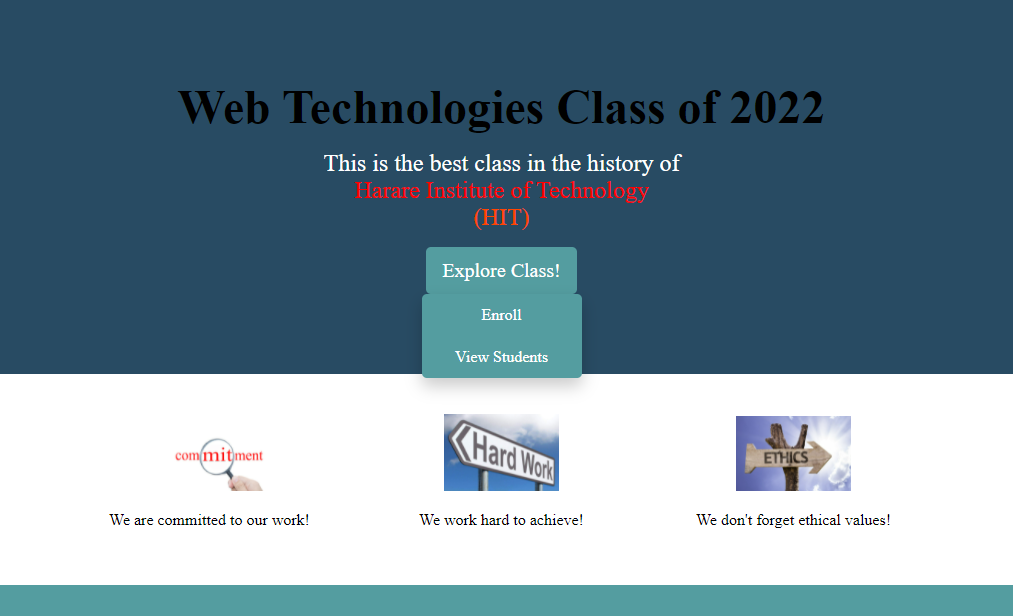 Web Technologies Class of 2022
This is the best class in the history of
Harare Institute of Technology
(HIT)
Explore Class!
Enroll
View Students
commitment
Hard Work
ETHICS
We are committed to our work!
We work hard to achieve!
We don't forget ethical values!